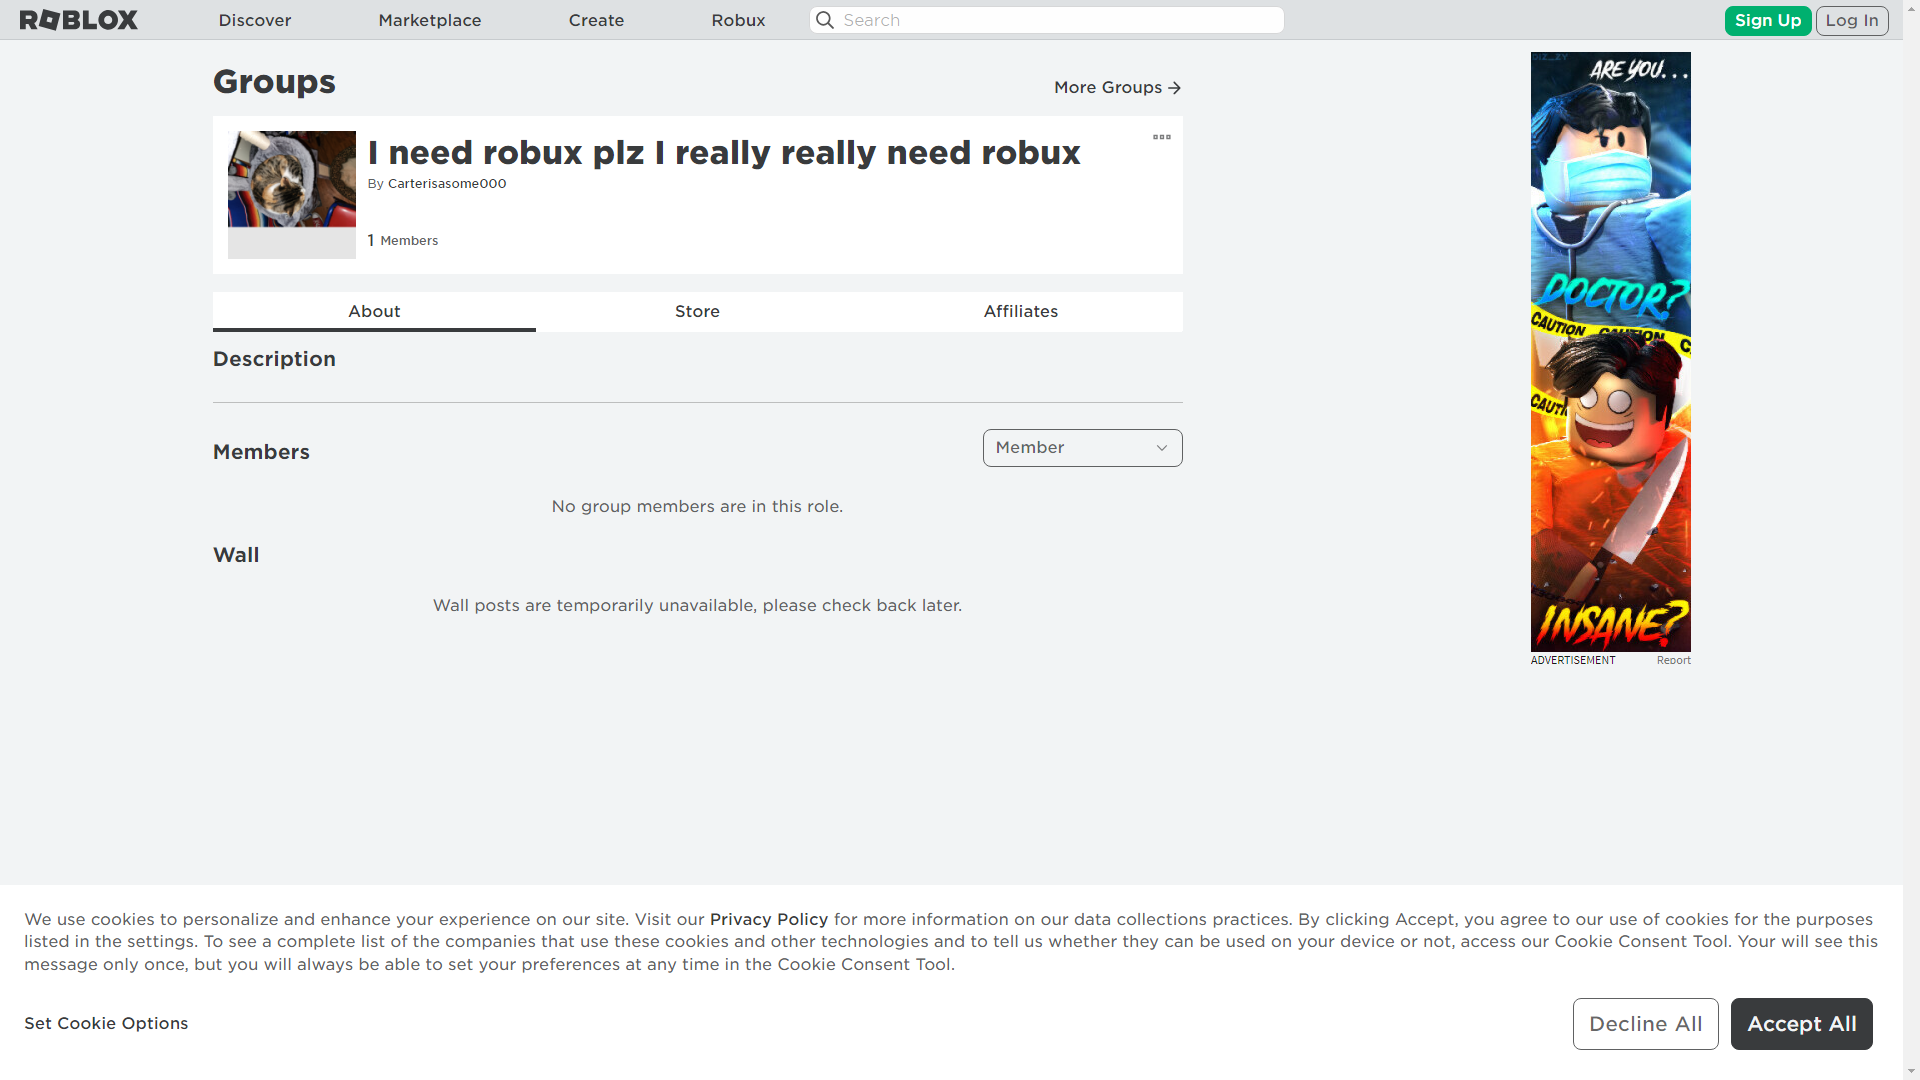 ROBLOX
Discover
Marketplace
Create
Robux
Search
Sign Up
Log In
Groups
More Groups
I need robux plz I really really need robux
By Carterisasome000
1 Members
About
Store
Affiliates
Description
Members
Member
No group members are in this role.
Wall
Wall posts are temporarily unavailable, please check back later.
ARE YOU...
DOCTOR?
CAUTION CAUTION C
CAUTI
INSANE?
ADVERTISEMENT
Report
We use cookies to personalize and enhance your experience on our site. Visit our Privacy Policy for more information on our data collections practices. By clicking Accept, you agree to our use of cookies for the purposes
listed in the settings. To see a complete list of the companies that use these cookies and other technologies and to tell us whether they can be used on your device or not, access our Cookie Consent Tool. Your will see this
message only once, but you will always be able to set your preferences at any time in the Cookie Consent Tool.
Set Cookie Options
Decline All
Accept All